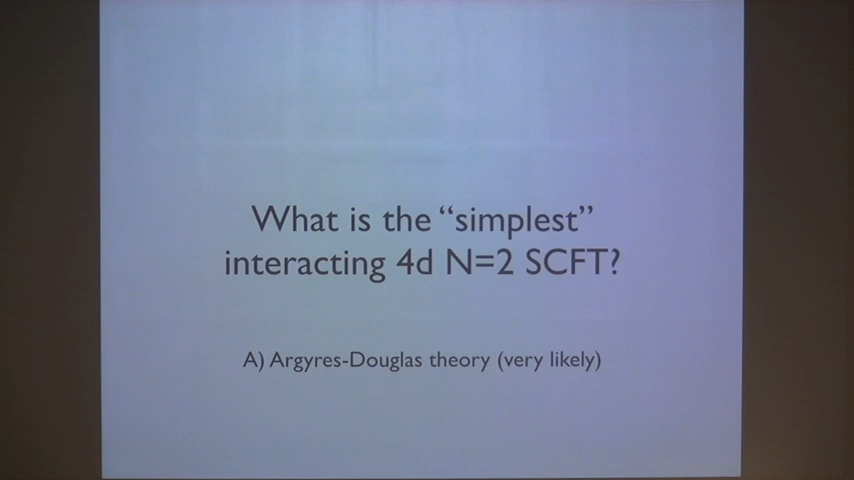 What is the “simplest”
interacting 4d N=2 SCFT?
A) Argyres-Douglas theory (very likely)